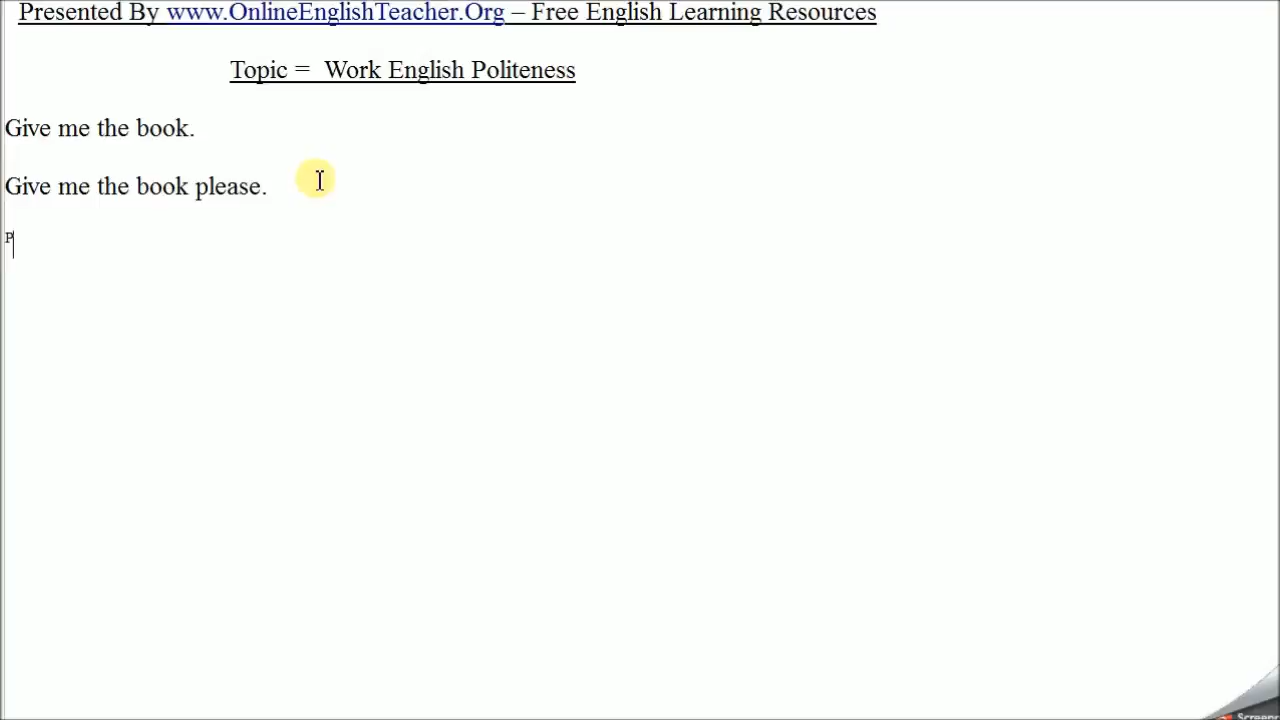 Presented By www.OnlineEnglishTeacher.Org – Free English Learning Resources
Topic =  Work English Politeness
Give me the book.
Give me the book please.
P